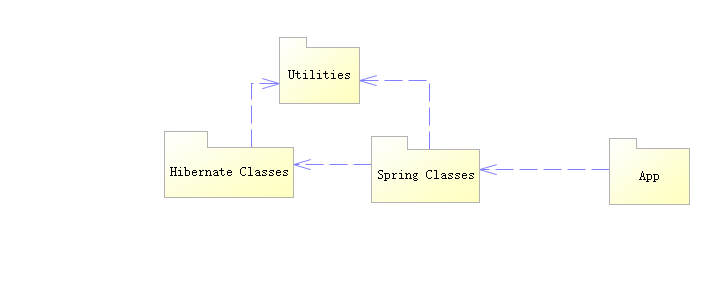 Utilities
Hibernate Classes
Spring Classes
App